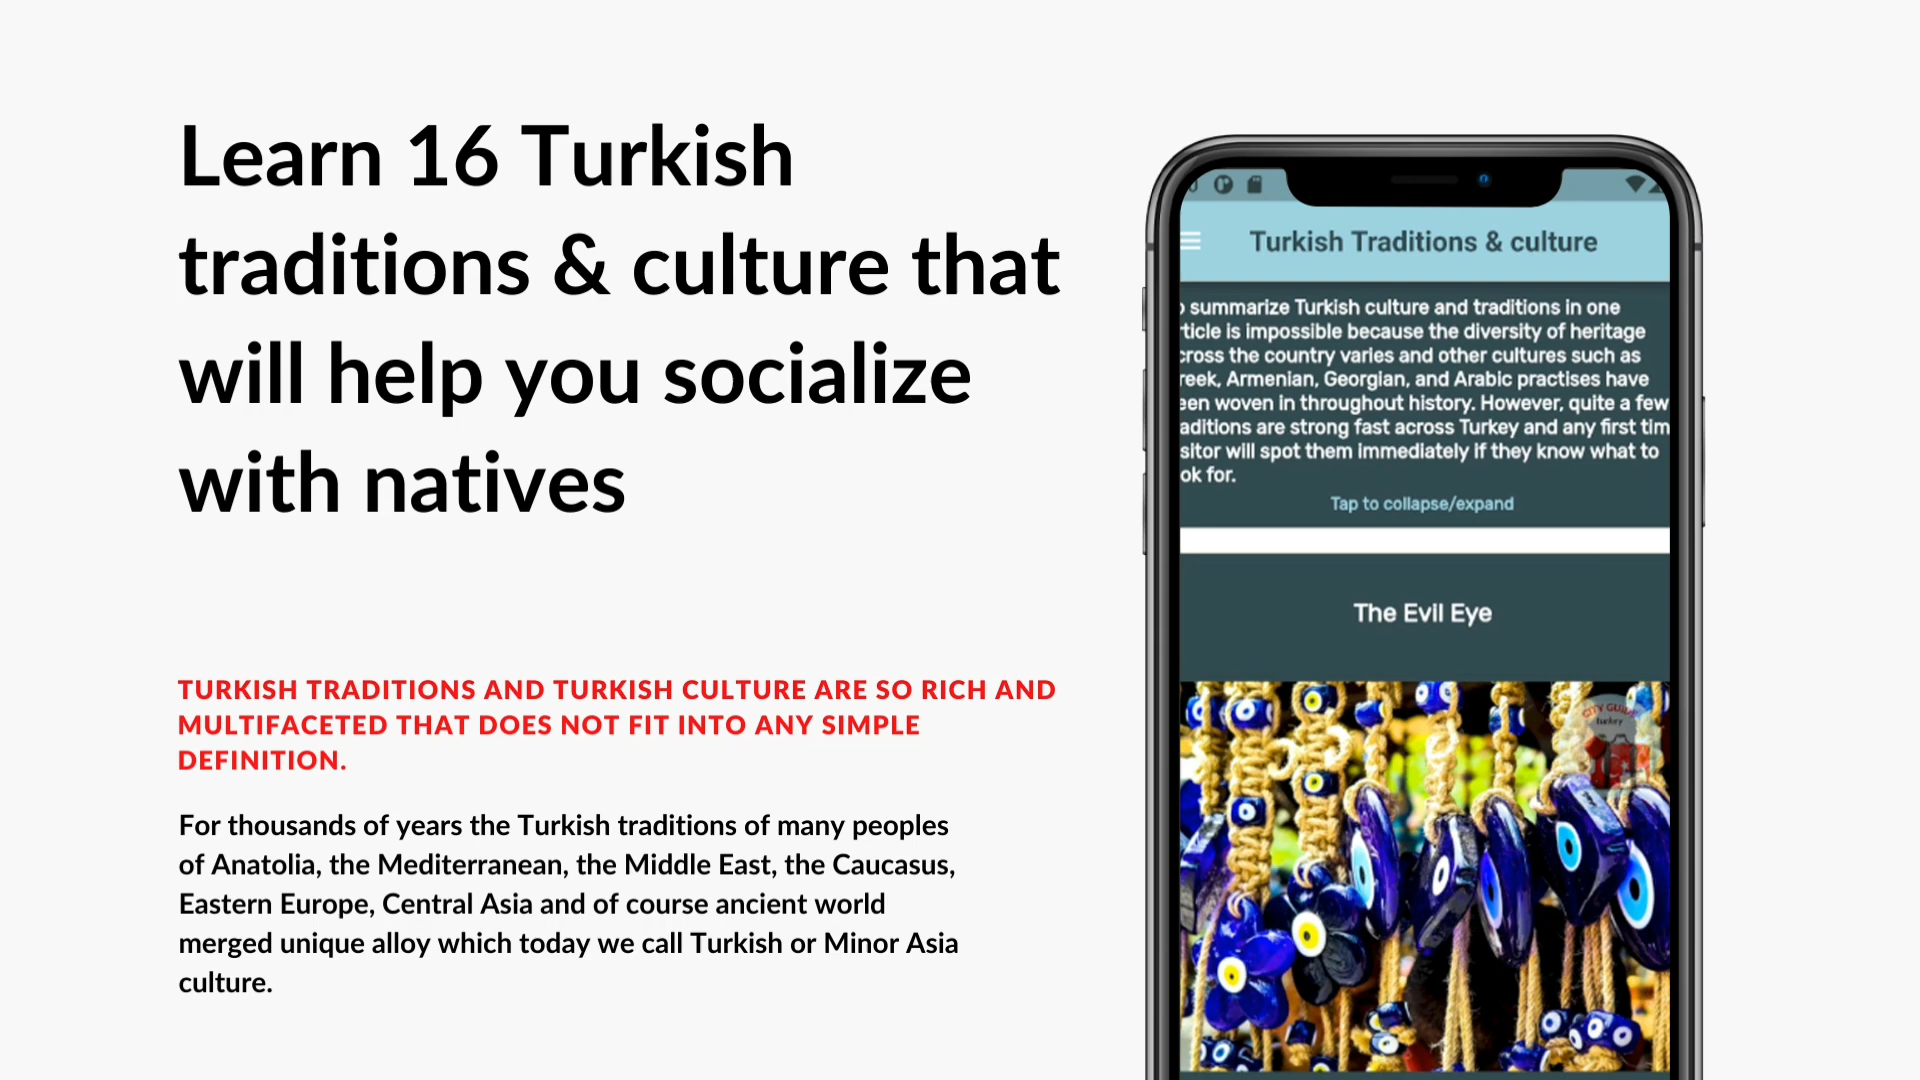 Learn 16 Turkish
traditions & culture that
will help you socialize
with natives
TURKISH TRADITIONS AND TURKISH CULTURE ARE SO RICH AND
MULTIFACETED THAT DOES NOT FIT INTO ANY SIMPLE
DEFINITION.
For thousands of years the Turkish traditions of many peoples
of Anatolia, the Mediterranean, the Middle East, the Caucasus,
Eastern Europe, Central Asia and of course ancient world
merged unique alloy which today we call Turkish or Minor Asia
culture.
Turkish Traditions & culture
o summarize Turkish culture and traditions in one
rticle is impossible because the diversity of heritage
cross the country varies and other cultures such as
reek, Armenian, Georgian, and Arabic practises have
een woven in throughout history. However, quite a few
aditions are strong fast across Turkey and any first tim
sitor will spot them immediately if they know what to
ok for.
Tap to collapse/expand
The Evil Eye
CITY GUIDE
turkey